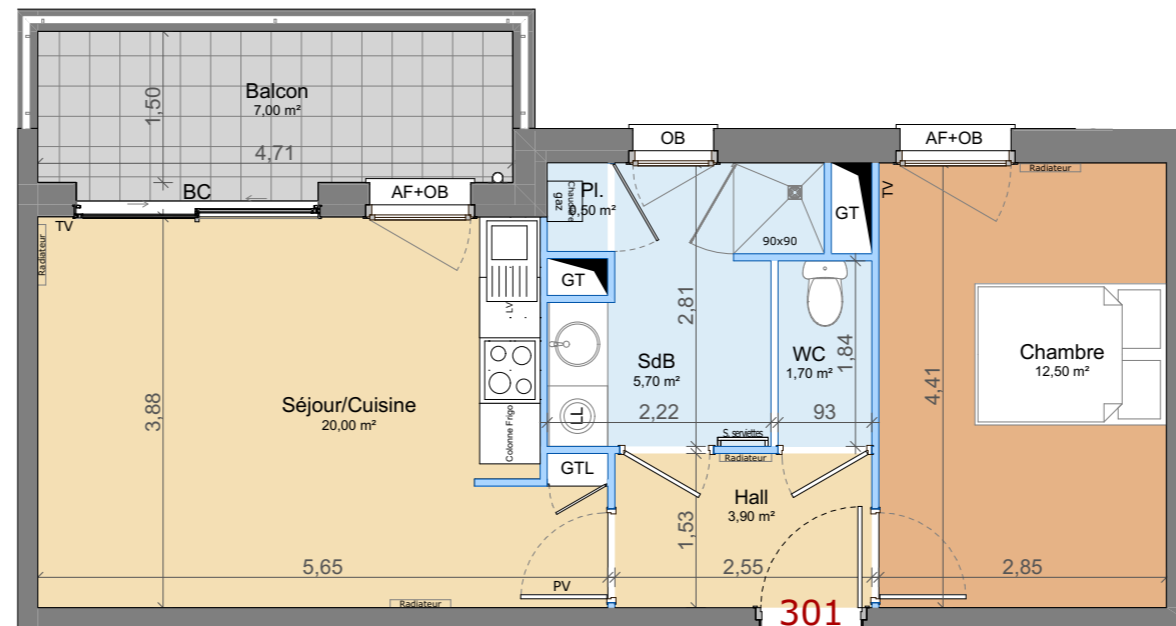 Balcon
7,00 m²
1,50
4,71
BC
AF+OB
OB
AF+OB
TV
Radiateur
Pl.
0,50 m²
Chaudière
gaz
90x90
GT
TV
Radiateur
GT
LV
2,81
SdB
5,70 m²
WC
1,70 m²
1,84
Chambre
12,50 m²
4,41
Séjour/Cuisine
20,00 m²
3,88
Colonne Frigo
LL
2,22
93
S. serviettes
Radiateur
GTL
Hall
3,90 m²
1,53
5,65
2,55
2,85
PV
Radiateur
301